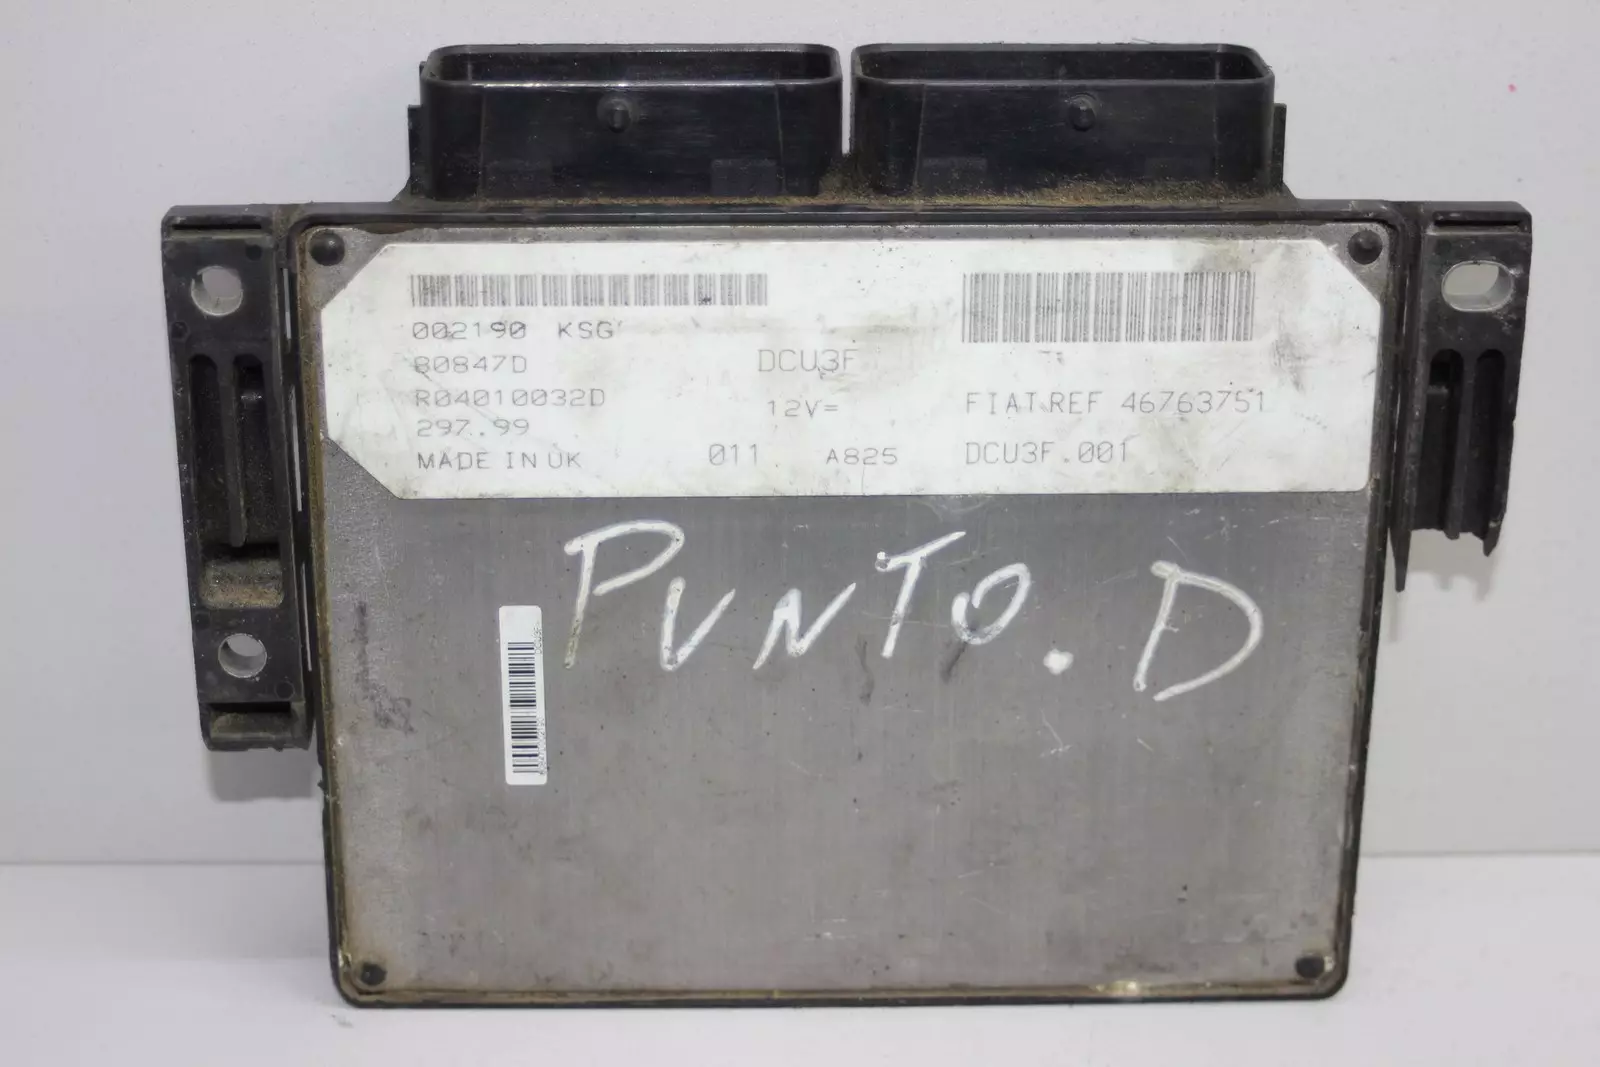 002190 KSG
80847D
DCU3F
R04010032D
12V=
FIAT REF 46763751
297.99
MADE IN UK
011
A825
DCU3F.001
PUNTO.D
DCU3F